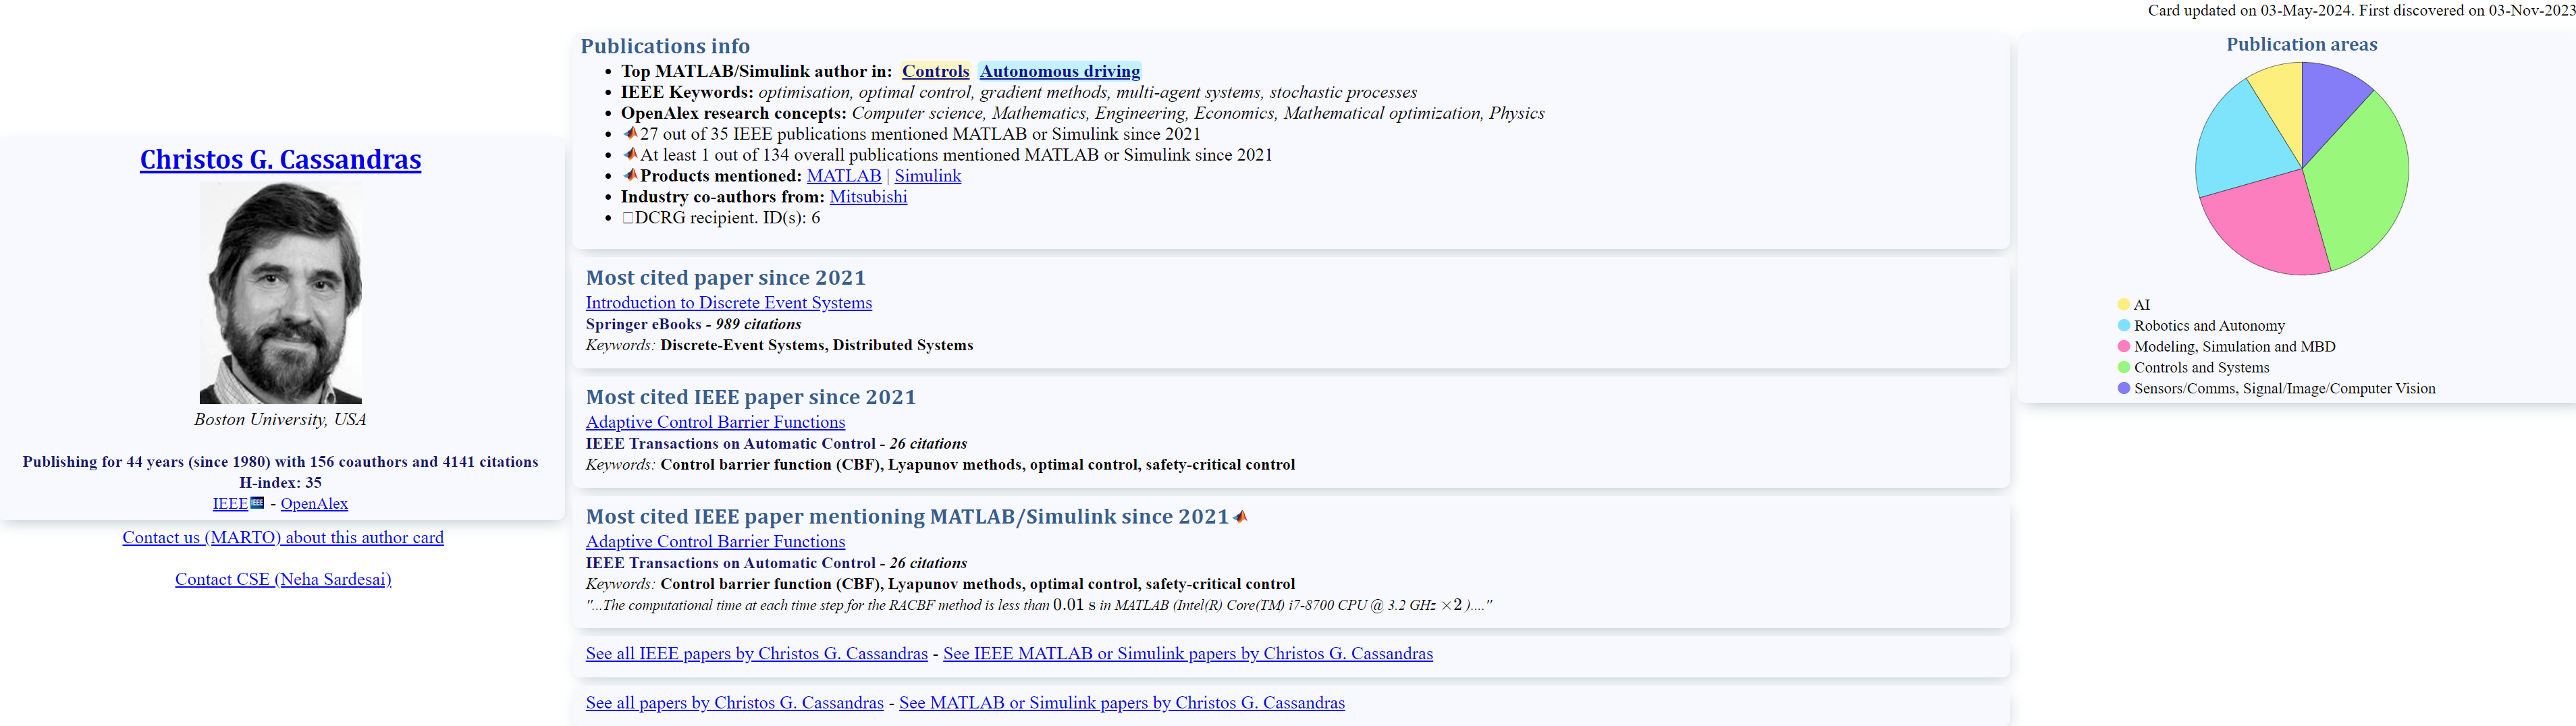 Card updated on 03-May-2024. First discovered on 03-Nov-2023
Christos G. Cassandras
Boston University, USA
Publishing for 44 years (since 1980) with 156 coauthors and 4141 citations
H-index: 35
IEEE IEEE - OpenAlex
Contact us (MARTO) about this author card
Contact CSE (Neha Sardesai)
Publications info
• Top MATLAB/Simulink author in: Controls Autonomous driving
• IEEE Keywords: optimisation, optimal control, gradient methods, multi-agent systems, stochastic processes
• OpenAlex research concepts: Computer science, Mathematics, Engineering, Economics, Mathematical optimization, Physics
• 27 out of 35 IEEE publications mentioned MATLAB or Simulink since 2021
• At least 1 out of 134 overall publications mentioned MATLAB or Simulink since 2021
• Products mentioned: MATLAB | Simulink
• Industry co-authors from: Mitsubishi
• □DCRG recipient. ID(s): 6
Most cited paper since 2021
Introduction to Discrete Event Systems
Springer eBooks - 989 citations
Keywords: Discrete-Event Systems, Distributed Systems
Most cited IEEE paper since 2021
Adaptive Control Barrier Functions
IEEE Transactions on Automatic Control - 26 citations
Keywords: Control barrier function (CBF), Lyapunov methods, optimal control, safety-critical control
Most cited IEEE paper mentioning MATLAB/Simulink since 2021
Adaptive Control Barrier Functions
IEEE Transactions on Automatic Control - 26 citations
Keywords: Control barrier function (CBF), Lyapunov methods, optimal control, safety-critical control
"...The computational time at each time step for the RACBF method is less than 0.01 s in MATLAB (Intel(R) Core(TM) i7-8700 CPU @ 3.2 GHz ×2 )...."
See all IEEE papers by Christos G. Cassandras - See IEEE MATLAB or Simulink papers by Christos G. Cassandras
See all papers by Christos G. Cassandras - See MATLAB or Simulink papers by Christos G. Cassandras
Publication areas
AI
Robotics and Autonomy
Modeling, Simulation and MBD
Controls and Systems
Sensors/Comms, Signal/Image/Computer Vision